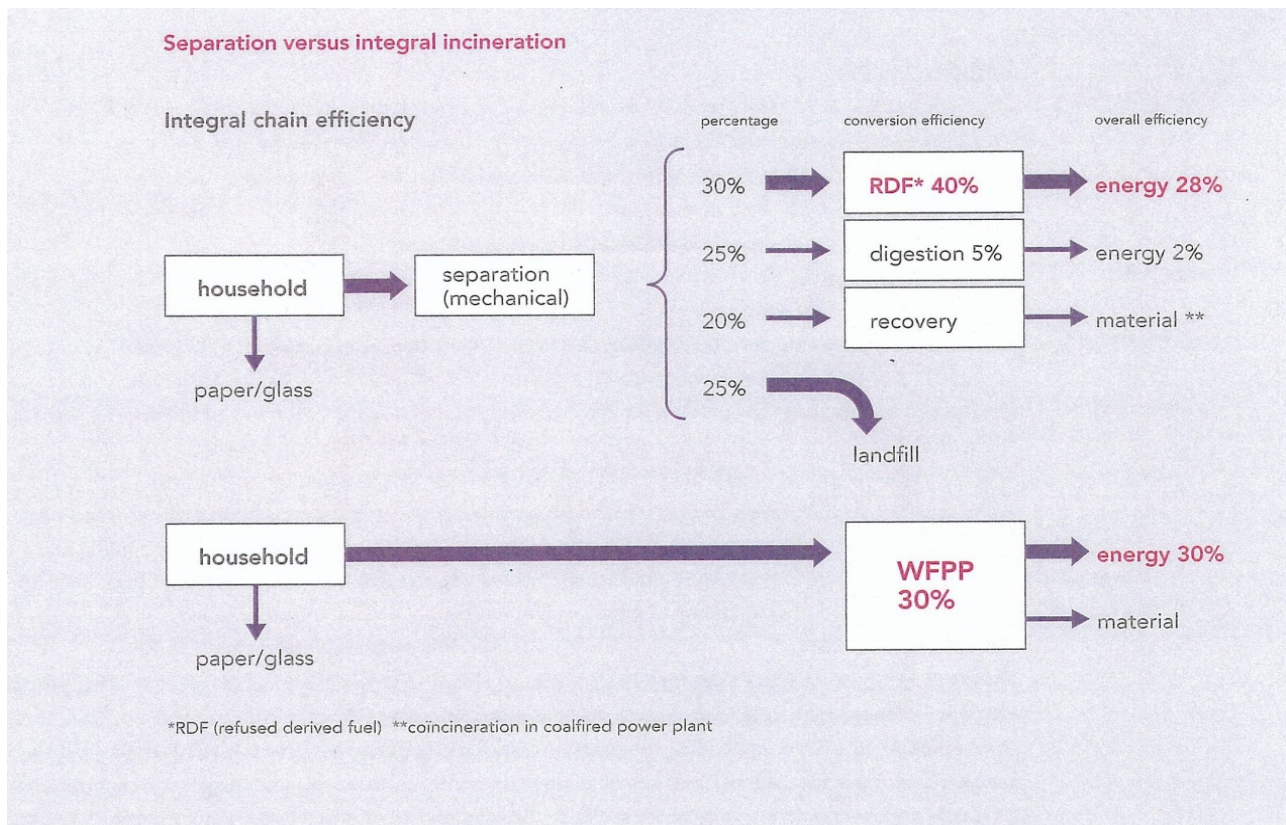 Separation versus integral incineration
Integral chain efficiency
percentage
conversion efficiency
overall efficiency
30%
RDF* 40%
energy 28%
25%
digestion 5%
energy 2%
household
separation
(mechanical)
20%
recovery
material **
paper/glass
25%
landfill
household
WFPP
30%
energy 30%
material
paper/glass
*RDF (refused derived fuel) **coïncineration in coalfired power plant